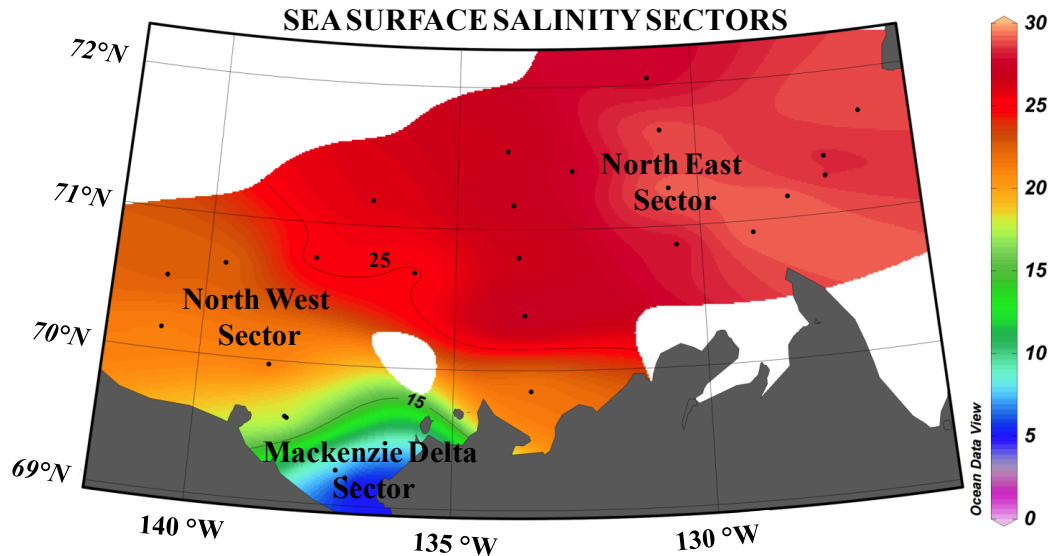 SEA SURFACE SALINITY SECTORS
72°N
71°N
70°N
69°N
North East
Sector
25
North West
Sector
15
Mackenzie Delta
Sector
140 °W
135 °W
130 °W
30
25
20
15
10
5
0
Ocean Data View